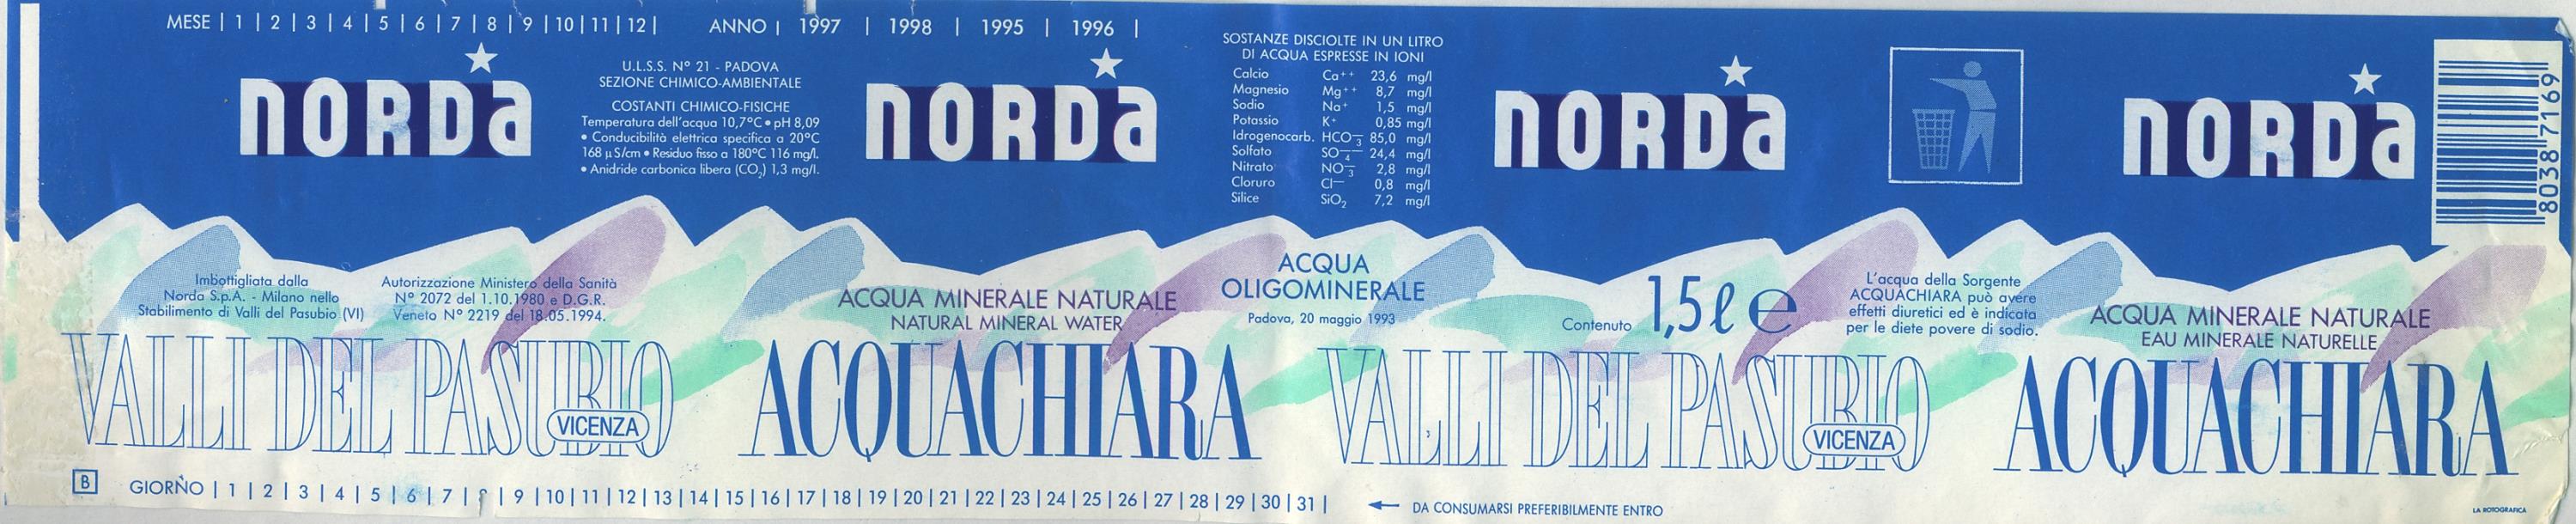 MESE | 1 | 2 | 3 | 4 | 5 | 6 | 7 | 8 | 9 | 10 | 11 | 12 |
ANNO | 1997 | 1998 | 1995 | 1996 |
NORDa
U.L.S.S. N° 21 - PADOVA
SEZIONE CHIMICO-AMBIENTALE
COSTANTI CHIMICO-FISICHE
Temperatura dell'acqua 10,7°C • pH 8,09
• Conducibilità elettrica specifica a 20°C
168 µS/cm • Residuo fisso a 180°C 116 mg/l.
• Anidride carbonica libera (CO₂) 1,3 mg/l.
NORDa
SOSTANZE DISCIOLTE IN UN LITRO
DI ACQUA ESPRESSE IN IONI
Calcio Ca⁺⁺ 23,6 mg/l
Magnesio Mg⁺⁺ 8,7 mg/l
Sodio Na⁺ 1,5 mg/l
Potassio K⁺ 0,85 mg/l
Idrogenocarb. HCO₃⁻ 85,0 mg/l
Solfato SO₄⁻⁻ 24,4 mg/l
Nitrato NO₃⁻ 2,8 mg/l
Cloruro Cl⁻ 0,8 mg/l
Silice SiO₂ 7,2 mg/l
NORDa
NORDa
80387169
Imbottigliata dalla
Norda S.p.A. - Milano nello
Stabilimento di Valli del Pasubio (VI)
Autorizzazione Ministero della Sanità
N° 2072 del 1.10.1980 e D.G.R.
Veneto N° 2219 del 18.05.1994.
ACQUA MINERALE NATURALE
NATURAL MINERAL WATER
ACQUA
OLIGOMINERALE
Padova, 20 maggio 1993
Contenuto 1,5 ℓ ℮
L'acqua della Sorgente
ACQUACHIARA può avere
effetti diuretici ed è indicata
per le diete povere di sodio.
ACQUA MINERALE NATURALE
EAU MINERALE NATURELLE
VALLI DEL PASUBIO
VICENZA
ACQUACHIARA
VALLI DEL PASUBIO
VICENZA
ACQUACHIARA
B
GIORNO | 1 | 2 | 3 | 4 | 5 | 6 | 7 | 8 | 9 | 10 | 11 | 12 | 13 | 14 | 15 | 16 | 17 | 18 | 19 | 20 | 21 | 22 | 23 | 24 | 25 | 26 | 27 | 28 | 29 | 30 | 31 |
← DA CONSUMARSI PREFERIBILMENTE ENTRO
LA ROTOGRAFICA